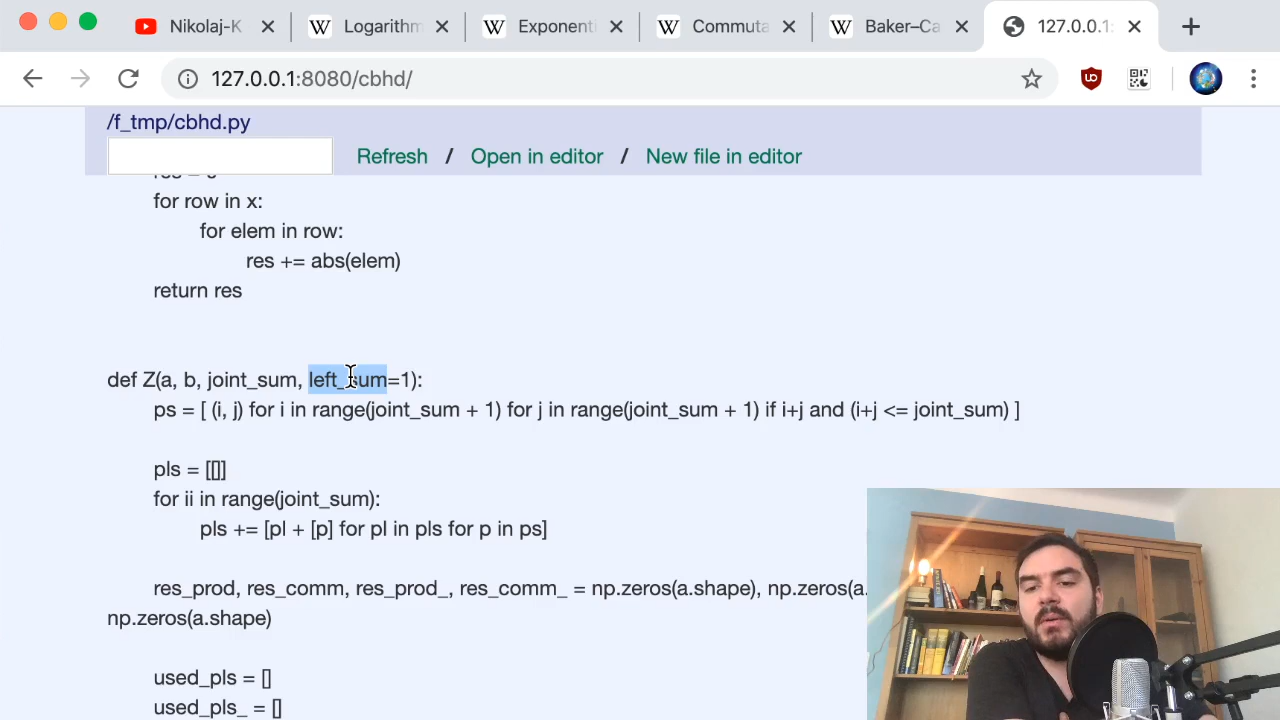 Nikolaj-K
Logarithm
Exponenti
Commuta
Baker–Ca
127.0.0.1:
127.0.0.1:8080/cbhd/
/f_tmp/cbhd.py
Refresh / Open in editor / New file in editor
for row in x:
for elem in row:
res += abs(elem)
return res
def Z(a, b, joint_sum, left_sum=1):
ps = [ (i, j) for i in range(joint_sum + 1) for j in range(joint_sum + 1) if i+j and (i+j <= joint_sum) ]
pls = [[]]
for ii in range(joint_sum):
pls += [pl + [p] for pl in pls for p in ps]
res_prod, res_comm, res_prod_, res_comm_ = np.zeros(a.shape), np.zeros(a.
np.zeros(a.shape)
used_pls = []
used_pls_ = []